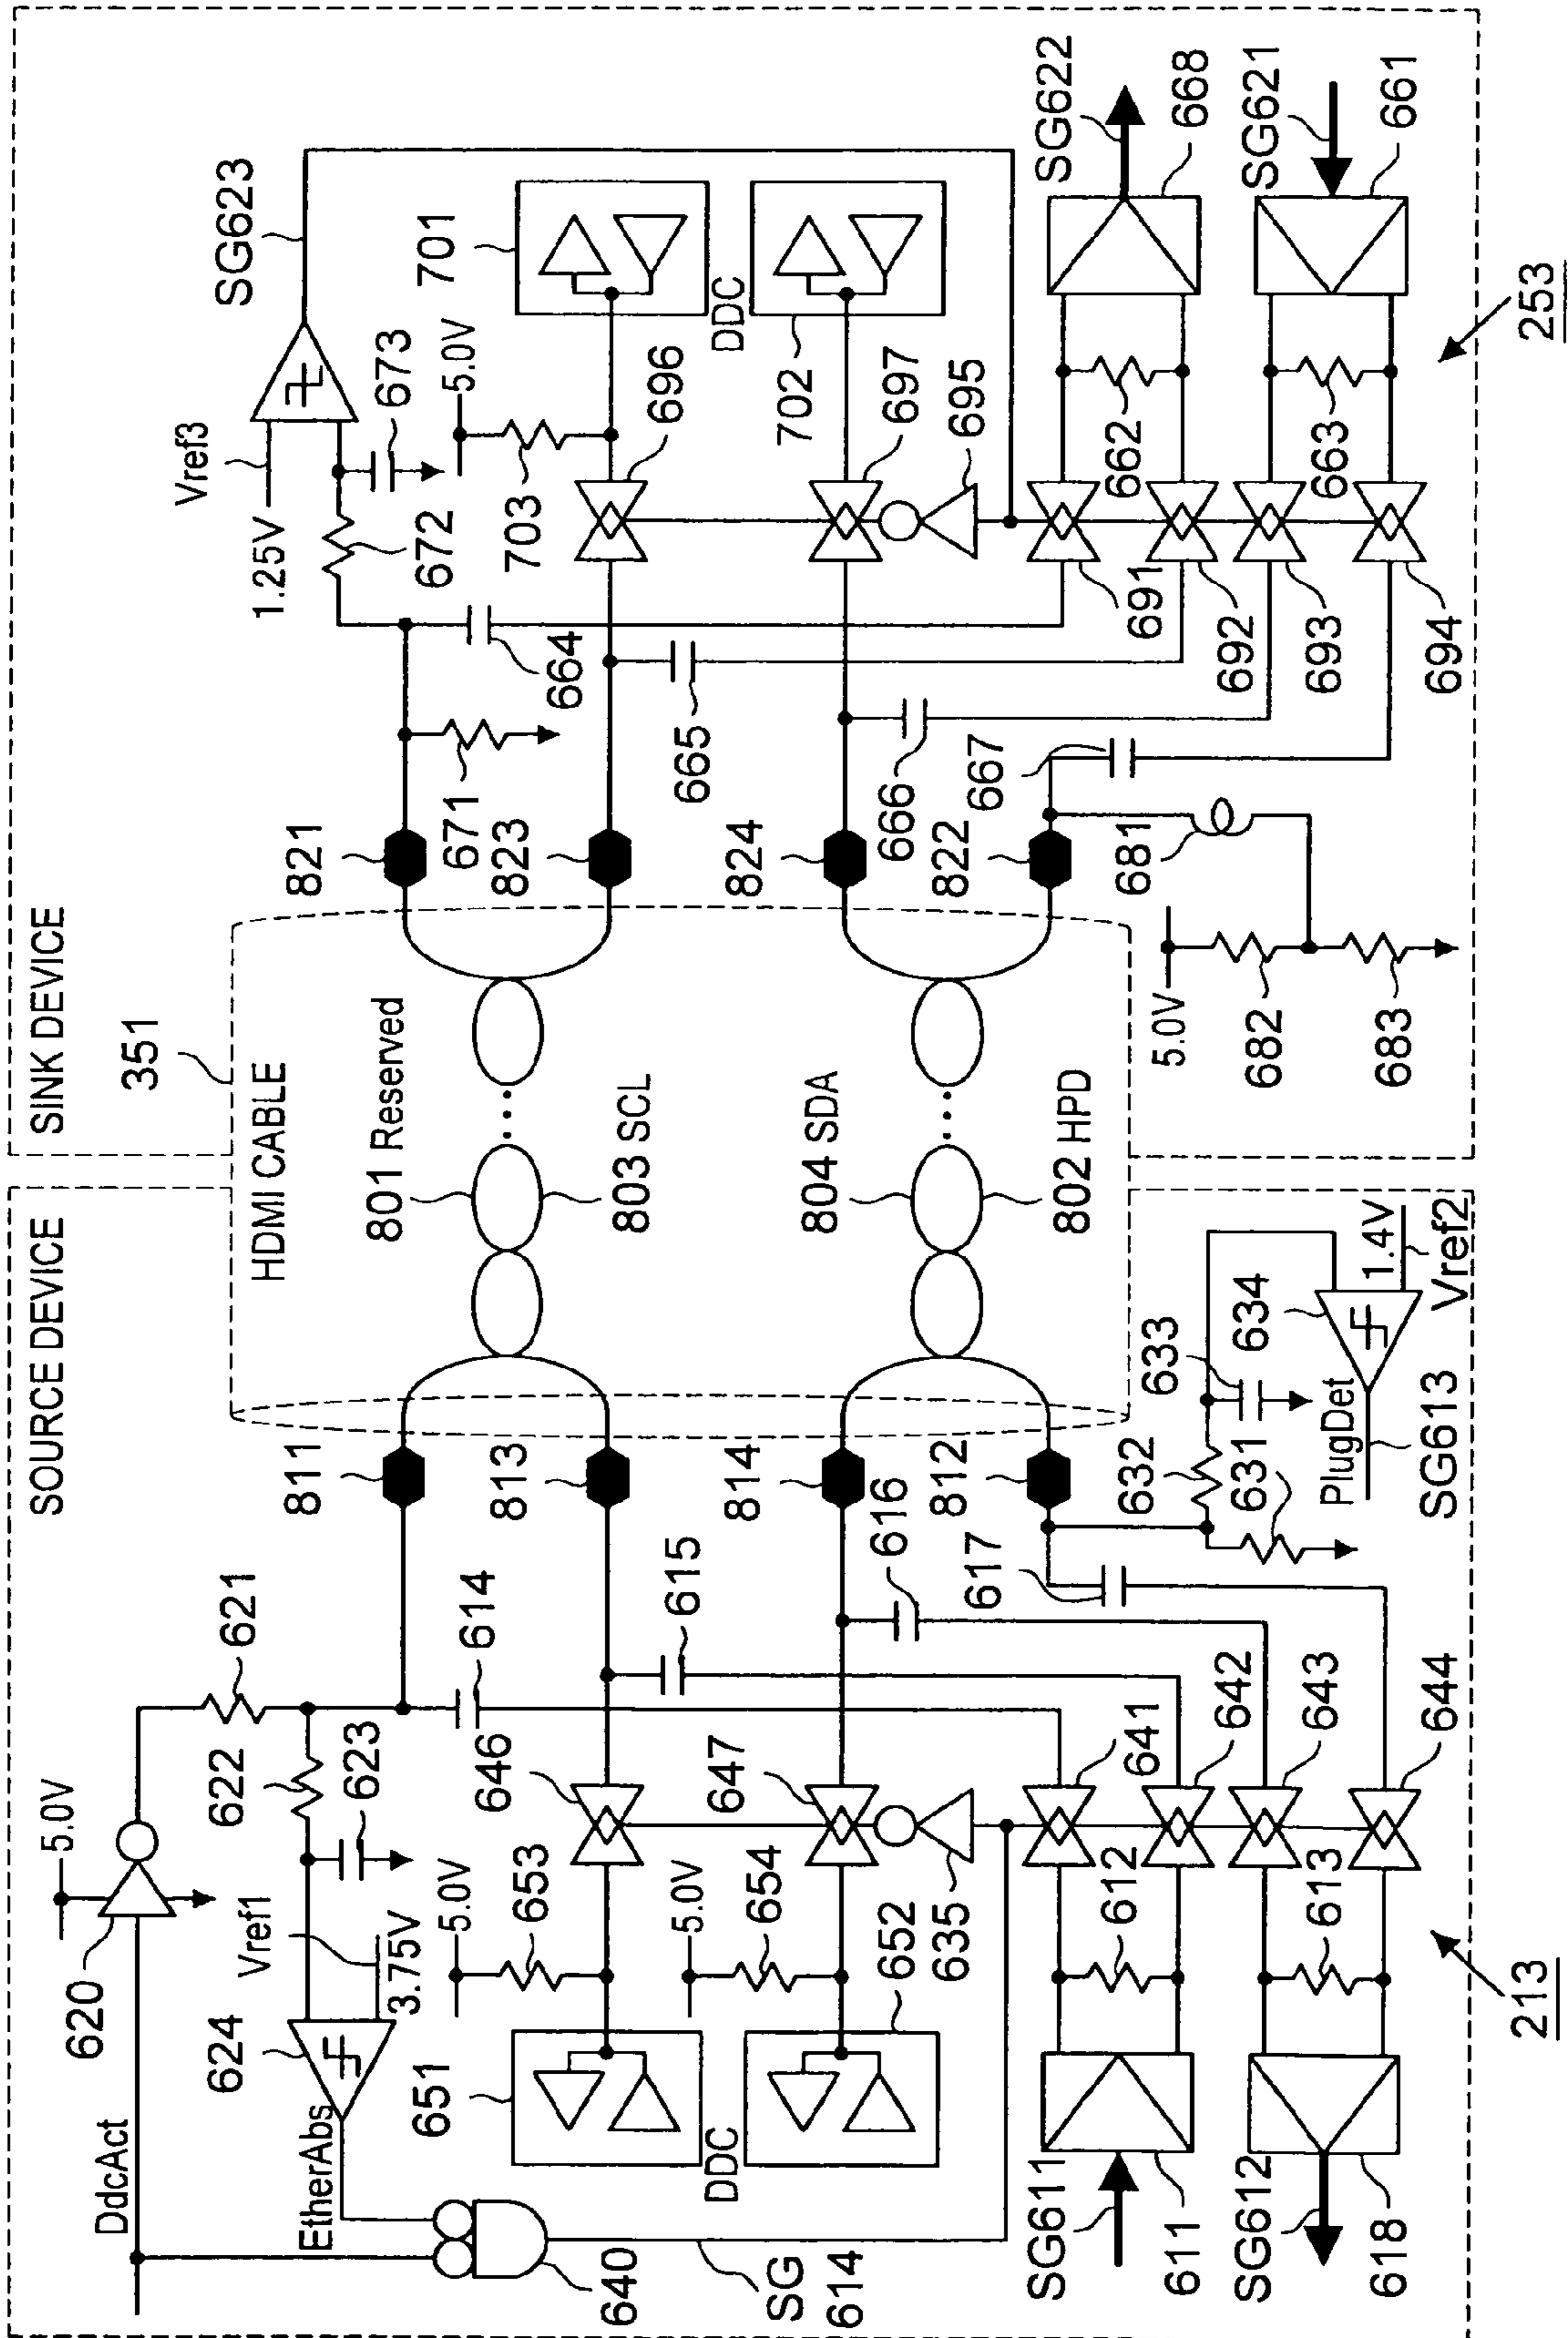 SOURCE DEVICE
SINK DEVICE
351
HDMI CABLE
DdcAct
5.0V
620
621
622
623
Vref1
3.75V
624
EtherAbs
640
SG
614
614
615
616
617
811
813
814
812
801 Reserved
803 SCL
804 SDA
802 HPD
821
823
824
822
646
647
5.0V
653
5.0V
654
651
DDC
652
635
641
642
643
644
612
613
SG611
611
SG612
618
213
632
631
633
634
PlugDet
SG613
1.4V
Vref2
SG623
Vref3
1.25V
672
673
5.0V
703
701
DDC
702
696
697
695
671
664
665
666
667
681
5.0V
682
683
691
692
693
694
662
663
SG622
668
SG621
661
253